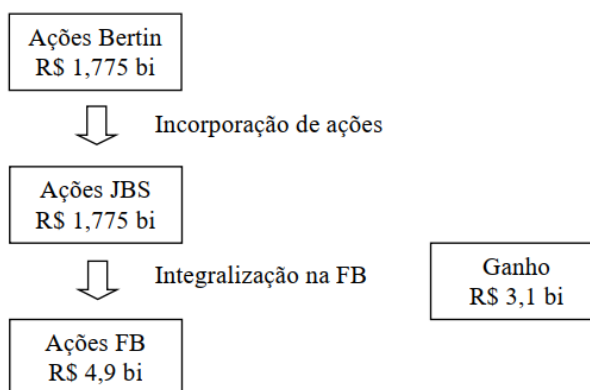 Ações Bertin
R$ 1,775 bi
Incorporação de ações
Ações JBS
R$ 1,775 bi
Integralização na FB
Ganho
R$ 3,1 bi
Ações FB
R$ 4,9 bi